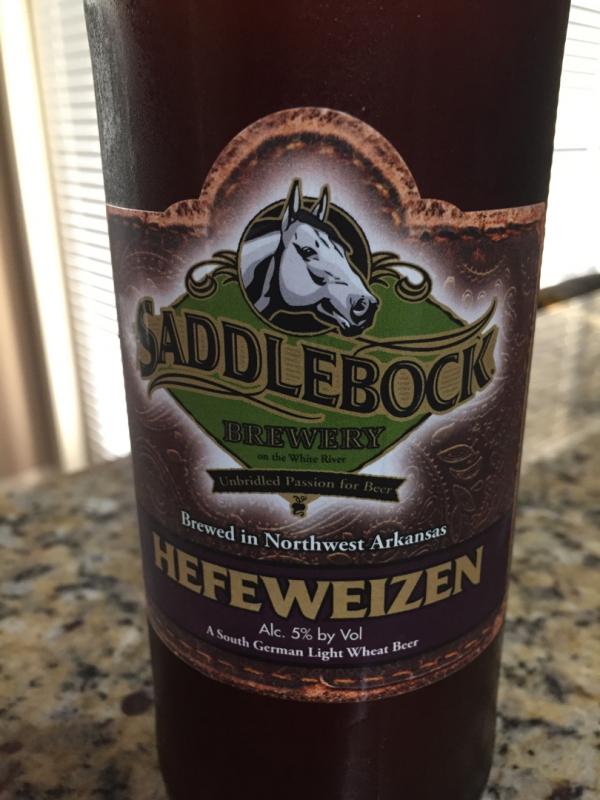 SADDLEBOCK
BREWERY
on the White River
Unbridled Passion for Beer
Brewed in Northwest Arkansas
HEFEWEIZEN
Alc. 5% by Vol
A South German Light Wheat Beer